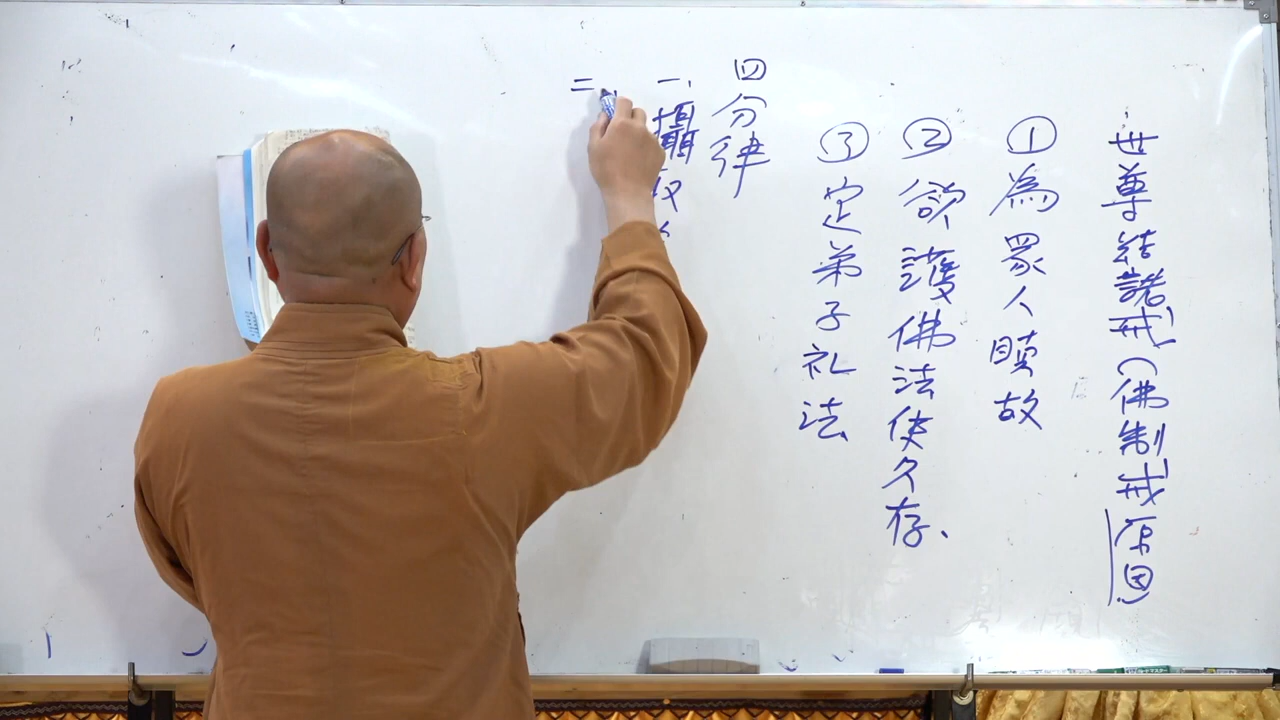 世尊結諸戒(佛制戒原因)
①為眾人賧故
②欲護佛法使久存、
③定弟子礼法
四分律
一、攝取
二、